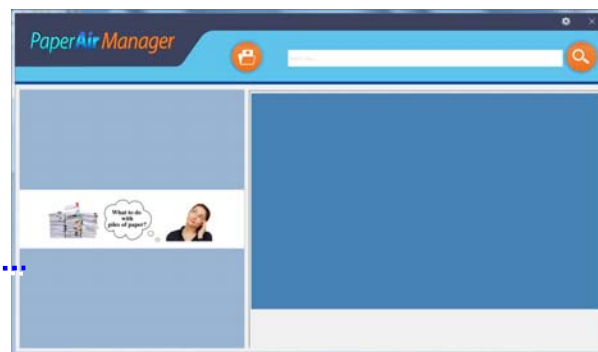 PaperAir Manager
What to do
with
piles of paper?